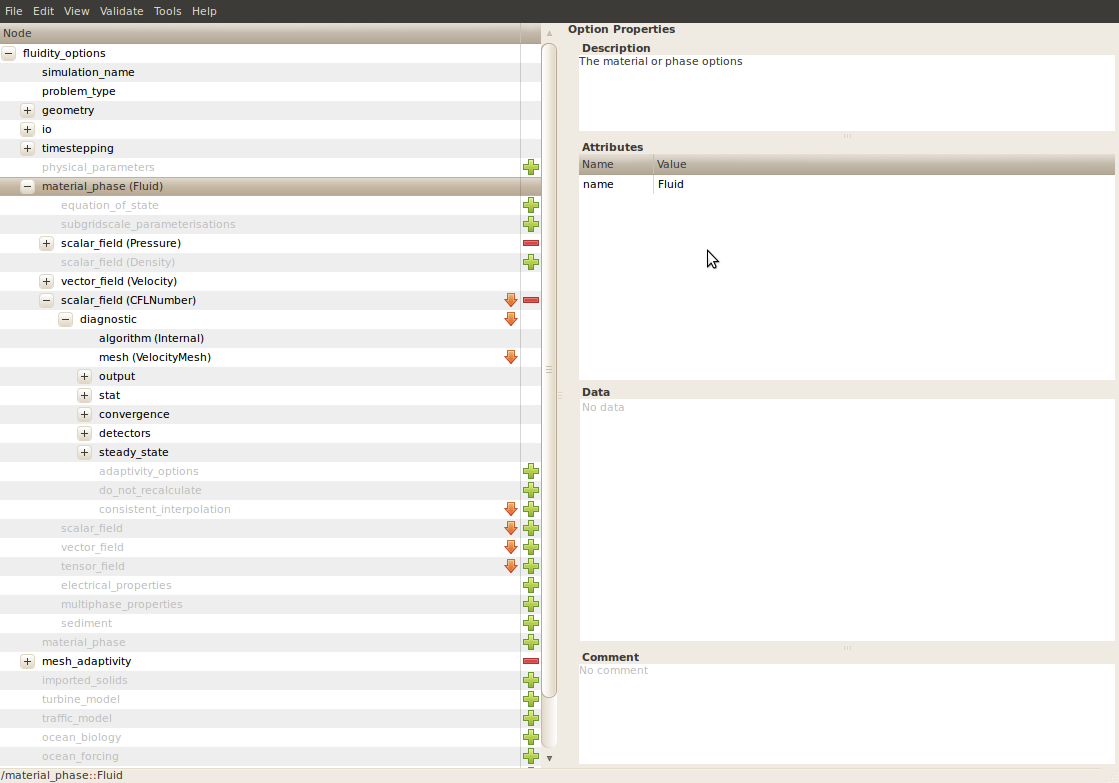 File Edit View Validate Tools Help
Node
fluidity_options
simulation_name
problem_type
geometry
io
timestepping
physical_parameters
material_phase (Fluid)
equation_of_state
subgridscale_parameterisations
scalar_field (Pressure)
scalar_field (Density)
vector_field (Velocity)
scalar_field (CFLNumber)
diagnostic
algorithm (Internal)
mesh (VelocityMesh)
output
stat
convergence
detectors
steady_state
adaptivity_options
do_not_recalculate
consistent_interpolation
scalar_field
vector_field
tensor_field
electrical_properties
multiphase_properties
sediment
material_phase
mesh_adaptivity
imported_solids
turbine_model
traffic_model
ocean_biology
ocean_forcing
Option Properties
Description
The material or phase options
Attributes
Name Value
name Fluid
Data
No data
Comment
No comment
/material_phase::Fluid